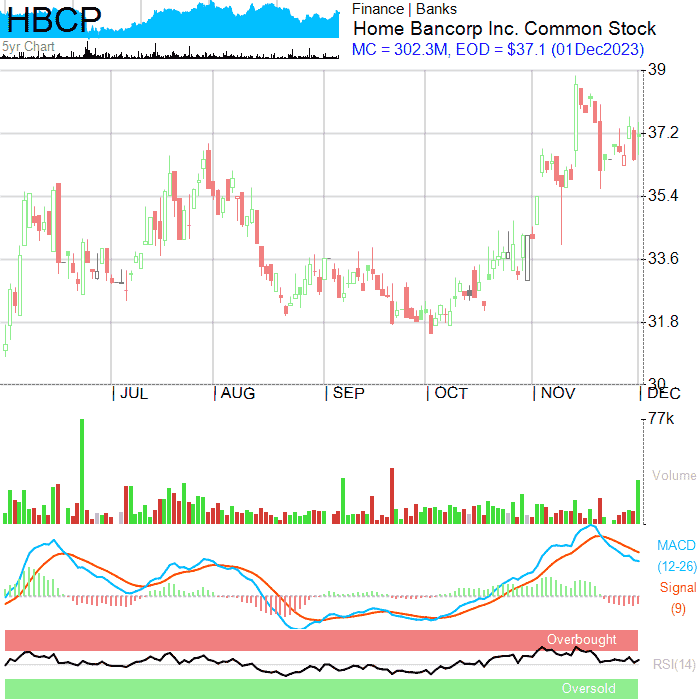 HBCP
5yr Chart
Finance | Banks
Home Bancorp Inc. Common Stock
MC = 302.3M, EOD = $37.1 (01Dec2023)
39
37.2
35.4
33.6
31.8
30
| JUL | AUG | SEP | OCT | NOV | DEC
77k
Volume
MACD
(12-26)
Signal
(9)
Overbought
RSI(14)
Oversold